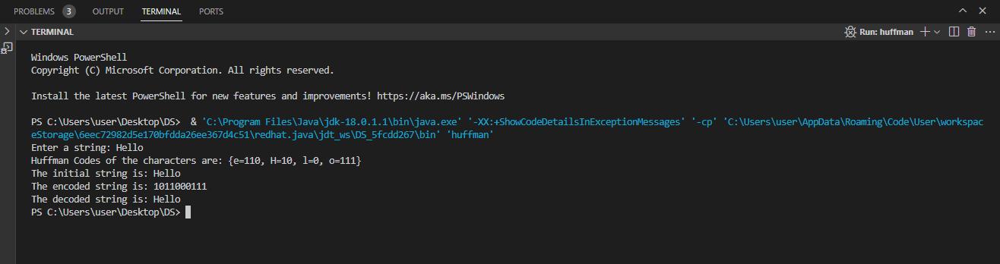 PROBLEMS 3 OUTPUT TERMINAL PORTS
TERMINAL Run: huffman
Windows PowerShell
Copyright (C) Microsoft Corporation. All rights reserved.
Install the latest PowerShell for new features and improvements! https://aka.ms/PSWindows
PS C:\Users\user\Desktop\DS>  & 'C:\Program Files\Java\jdk-18.0.1.1\bin\java.exe' '-XX:+ShowCodeDetailsInExceptionMessages' '-cp' 'C:\Users\user\AppData\Roaming\Code\User\workspac
eStorage\6eec72982d5e170bfdda26ee367d4c51\redhat.java\jdt_ws\DS_5fcdd267\bin' 'huffman'
Enter a string: Hello
Huffman Codes of the characters are: {e=110, H=10, l=0, o=111}
The initial string is: Hello
The encoded string is: 1011000111
The decoded string is: Hello
PS C:\Users\user\Desktop\DS>